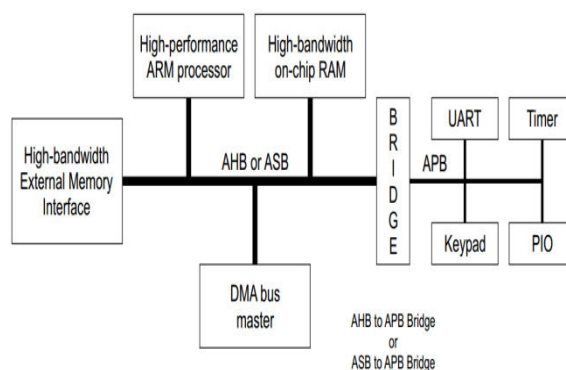 High-performance
ARM processor
High-bandwidth
on-chip RAM
High-bandwidth
External Memory
Interface
AHB or ASB
B
R
I
D
G
E
APB
UART
Timer
Keypad
PIO
DMA bus
master
AHB to APB Bridge
or
ASB to APB Bridge